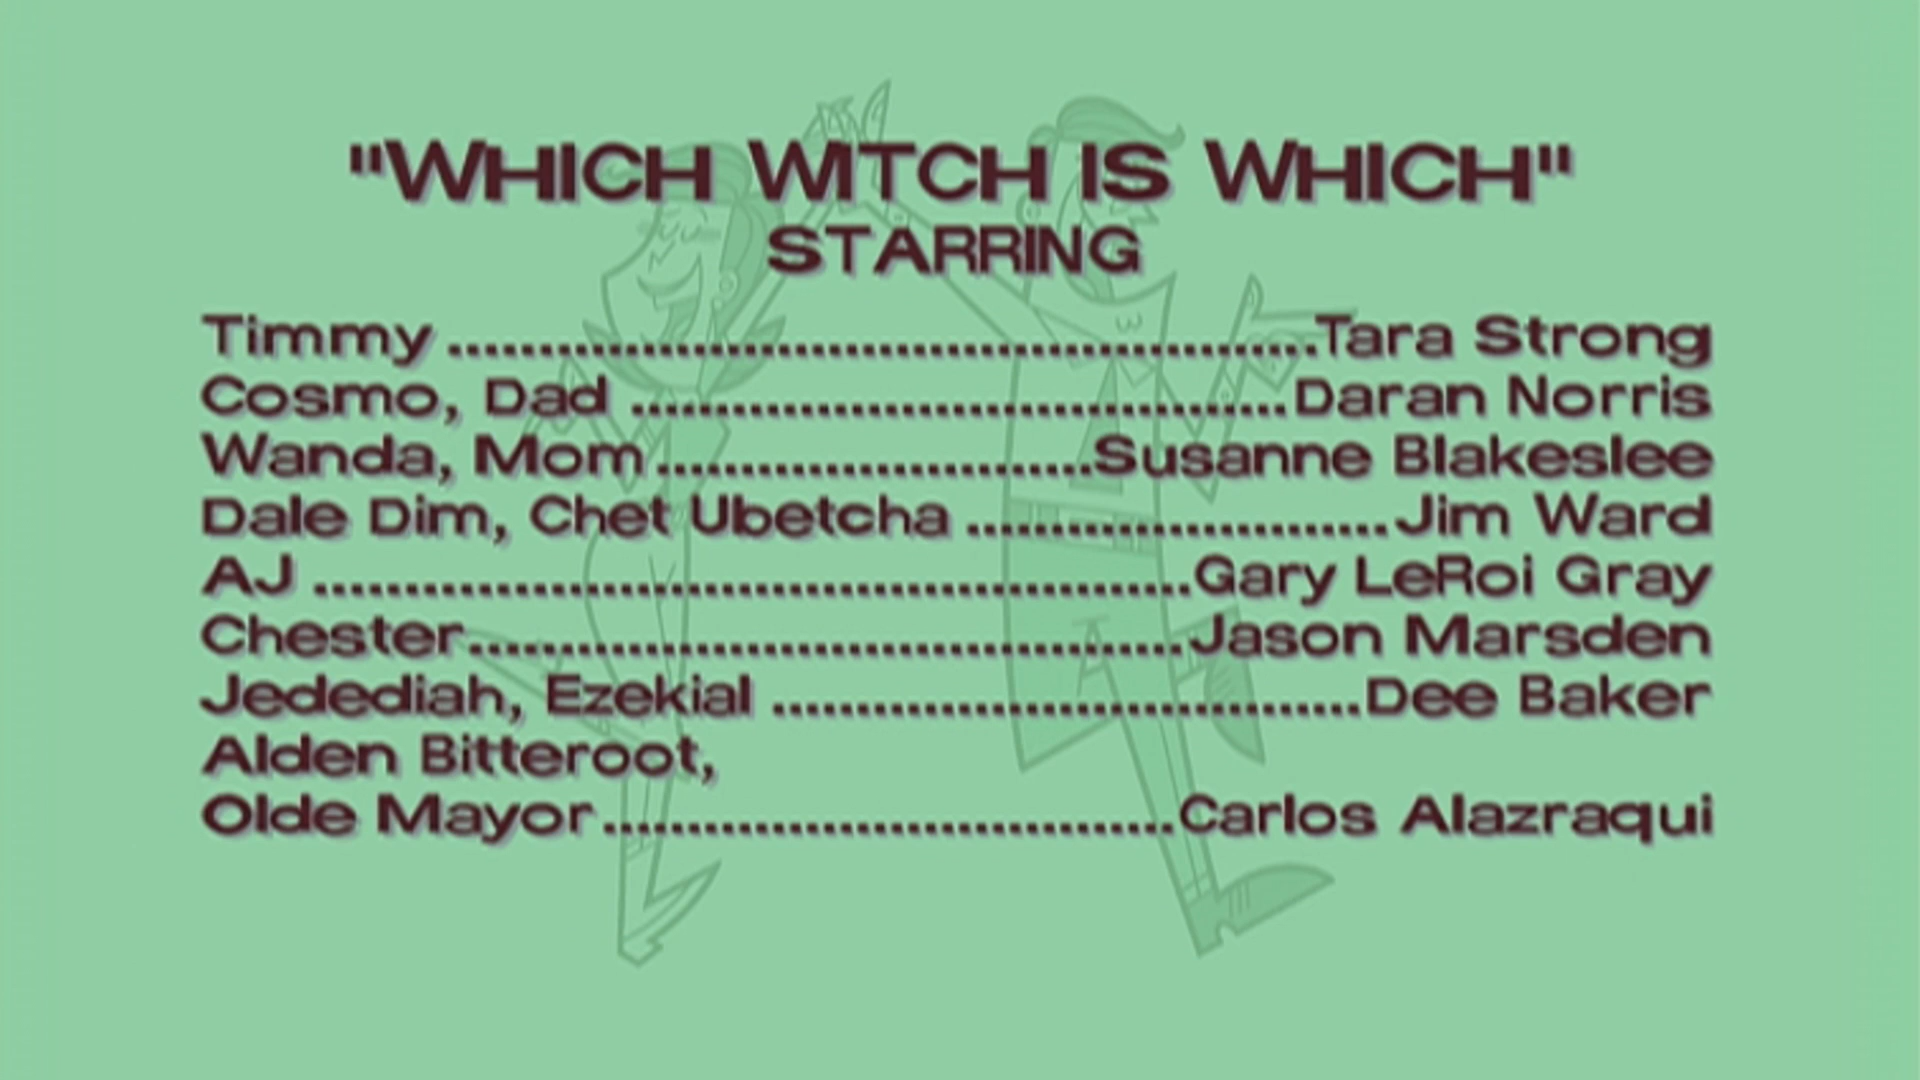 "WHICH WITCH IS WHICH"
STARRING
Timmy ........................................................Tara Strong
Cosmo, Dad ..........................................Daran Norris
Wanda, Mom............................Susanne Blakeslee
Dale Dim, Chet Ubetcha ...........................Jim Ward
AJ ........................................................Gary LeRoi Gray
Chester..............................................Jason Marsden
Jedediah, Ezekial ......................................Dee Baker
Alden Bitteroot,
Olde Mayor.....................................Carlos Alazraqui